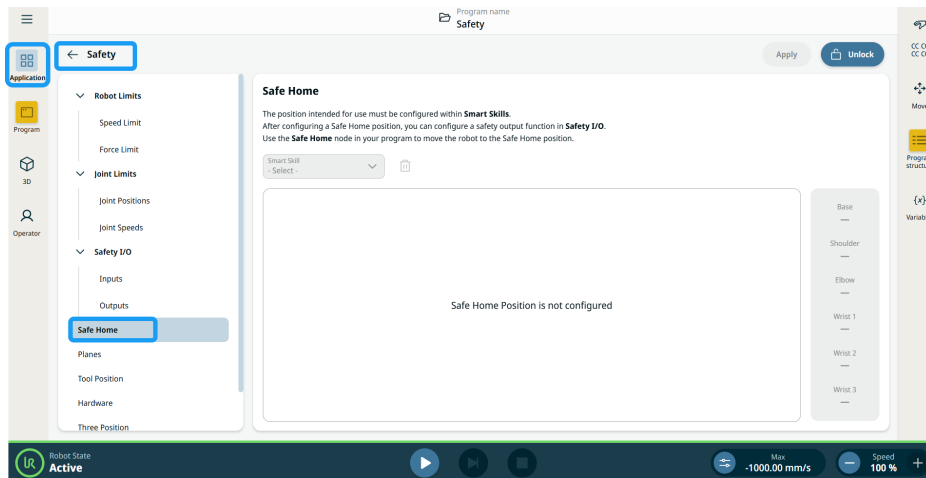 Program name
Safety
Application
Program
3D
Operator
Safety
Apply
Unlock
Robot Limits
Speed Limit
Force Limit
Joint Limits
Joint Positions
Joint Speeds
Safety I/O
Inputs
Outputs
Safe Home
Planes
Tool Position
Hardware
Three Position
Safe Home
The position intended for use must be configured within Smart Skills.
After configuring a Safe Home position, you can configure a safety output function in Safety I/O.
Use the Safe Home node in your program to move the robot to the Safe Home position.
Smart Skill
- Select -
Safe Home Position is not configured
Base
—
Shoulder
—
Elbow
—
Wrist 1
—
Wrist 2
—
Wrist 3
—
CC
CC
Move
Progra
structu
{x}
Variab
UR
Robot State
Active
Max
-1000.00 mm/s
Speed
100 %